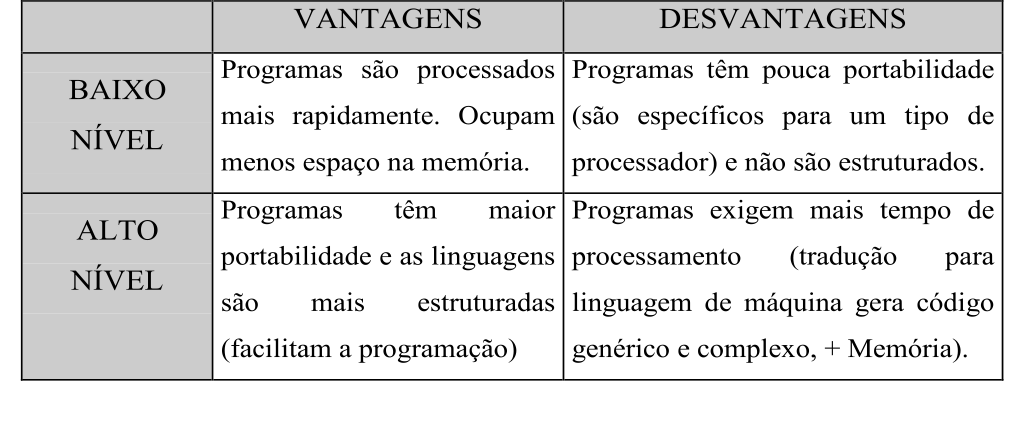 VANTAGENS
DESVANTAGENS
BAIXO
NÍVEL
Programas são processados
mais rapidamente. Ocupam
menos espaço na memória.
Programas têm pouca portabilidade
(são específicos para um tipo de
processador) e não são estruturados.
ALTO
NÍVEL
Programas têm maior
portabilidade e as linguagens
são mais estruturadas
(facilitam a programação)
Programas exigem mais tempo de
processamento (tradução para
linguagem de máquina gera código
genérico e complexo, + Memória).